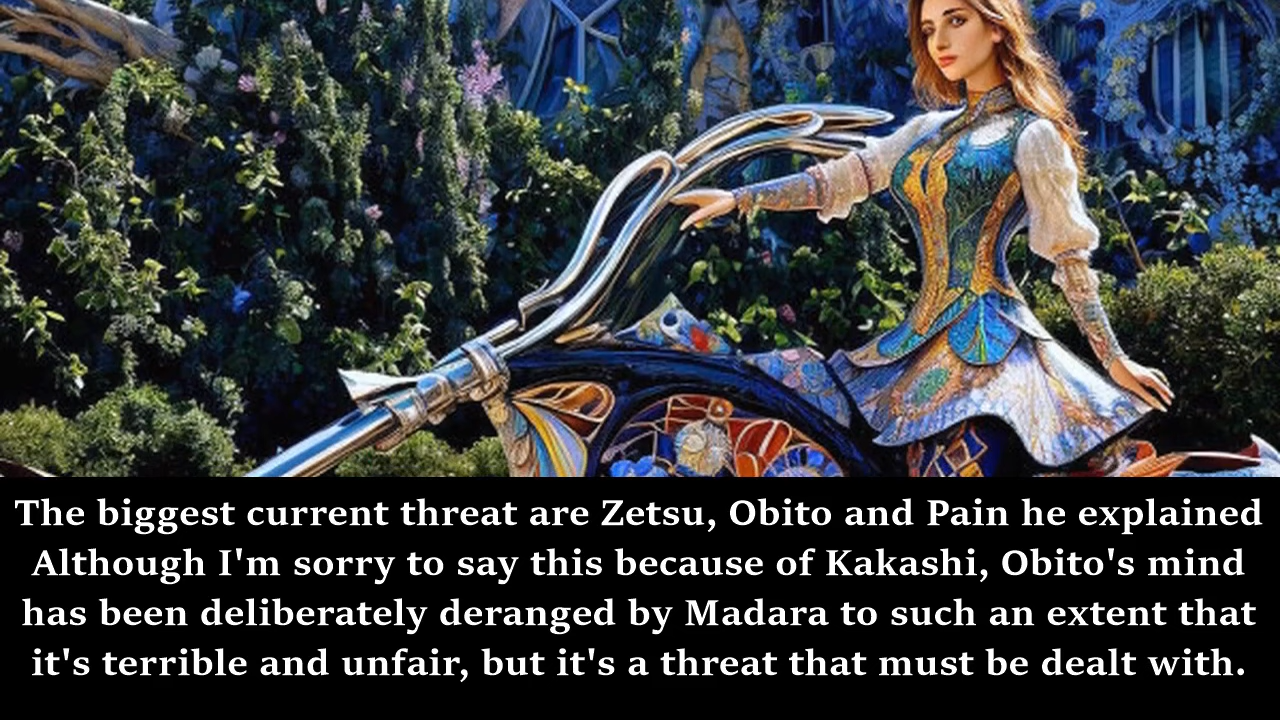 The biggest current threat are Zetsu, Obito and Pain he explained
Although I'm sorry to say this because of Kakashi, Obito's mind
has been deliberately deranged by Madara to such an extent that
it's terrible and unfair, but it's a threat that must be dealt with.